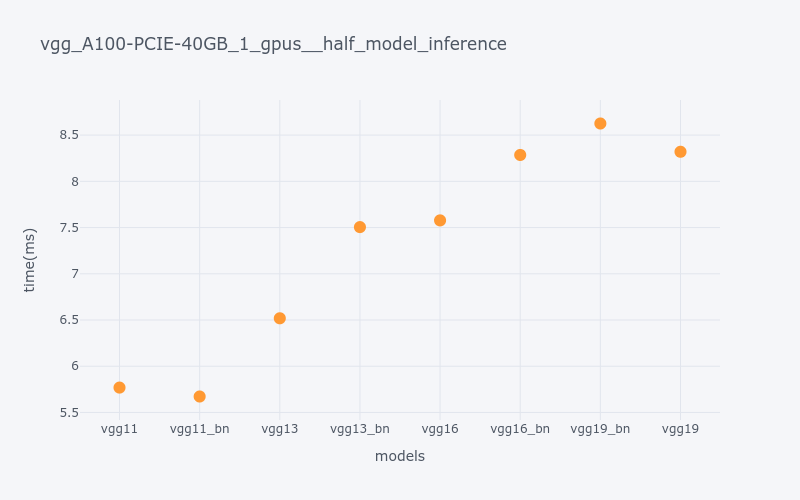 vgg_A100-PCIE-40GB_1_gpus__half_model_inference
time(ms)
8.5
8
7.5
7
6.5
6
5.5
vgg11 vgg11_bn vgg13 vgg13_bn vgg16 vgg16_bn vgg19_bn vgg19
models